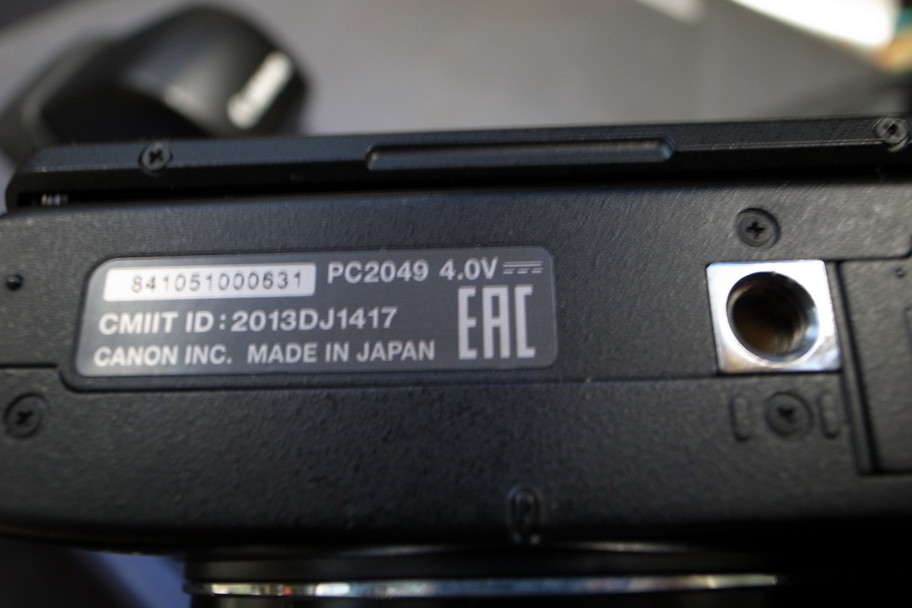 841051000631 PC2049 4.0V
CMIIT ID : 2013DJ1417
CANON INC. MADE IN JAPAN
EAC